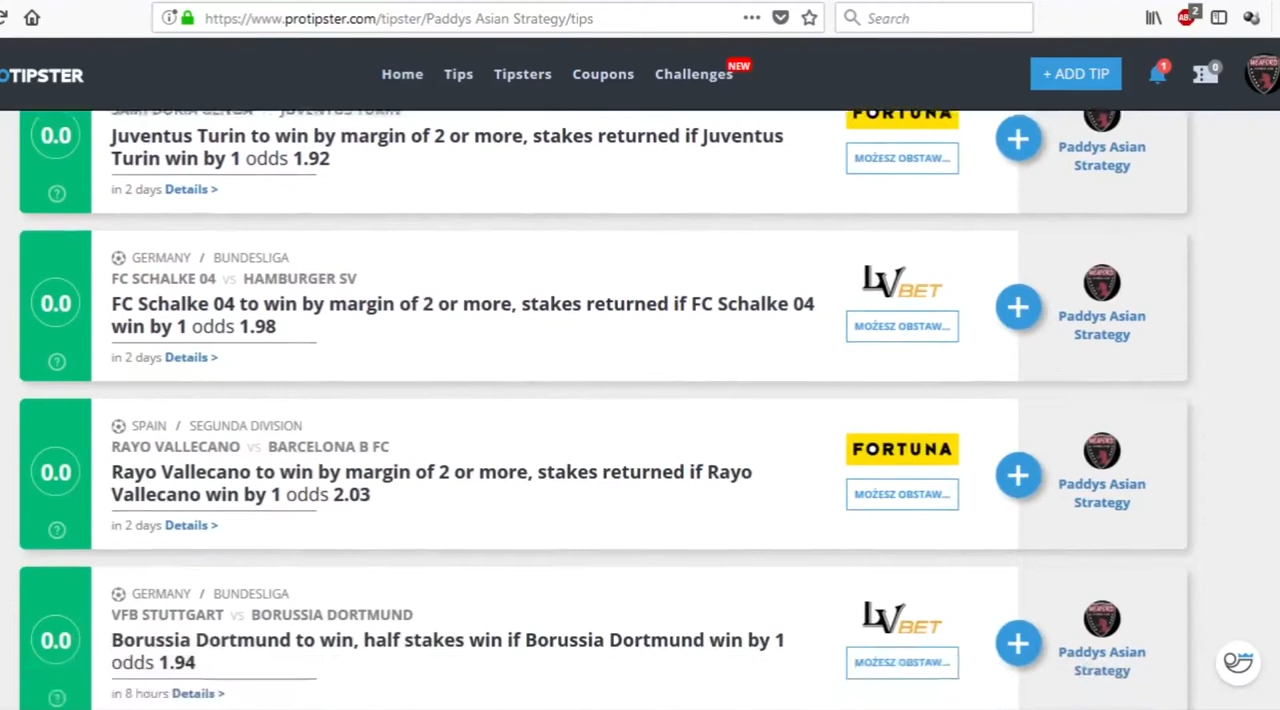 https://www.protipster.com/tipster/Paddys Asian Strategy/tips
Search
2
OTIPSTER
Home
Tips
Tipsters
Coupons
Challenges
NEW
+ ADD TIP
1
0
MEAFORD
0.0
Juventus Turin to win by margin of 2 or more, stakes returned if Juventus
Turin win by 1 odds 1.92
in 2 days Details >
FORTUNA
MOŻESZ OBSTAW...
Paddys Asian
Strategy
0.0
GERMANY / BUNDESLIGA
FC SCHALKE 04 vs HAMBURGER SV
FC Schalke 04 to win by margin of 2 or more, stakes returned if FC Schalke 04
win by 1 odds 1.98
in 2 days Details >
LVBET
MOŻESZ OBSTAW...
Paddys Asian
Strategy
0.0
SPAIN / SEGUNDA DIVISION
RAYO VALLECANO vs BARCELONA B FC
Rayo Vallecano to win by margin of 2 or more, stakes returned if Rayo
Vallecano win by 1 odds 2.03
in 2 days Details >
FORTUNA
MOŻESZ OBSTAW...
Paddys Asian
Strategy
0.0
GERMANY / BUNDESLIGA
VFB STUTTGART vs BORUSSIA DORTMUND
Borussia Dortmund to win, half stakes win if Borussia Dortmund win by 1
odds 1.94
in 8 hours Details >
LVBET
MOŻESZ OBSTAW...
Paddys Asian
Strategy